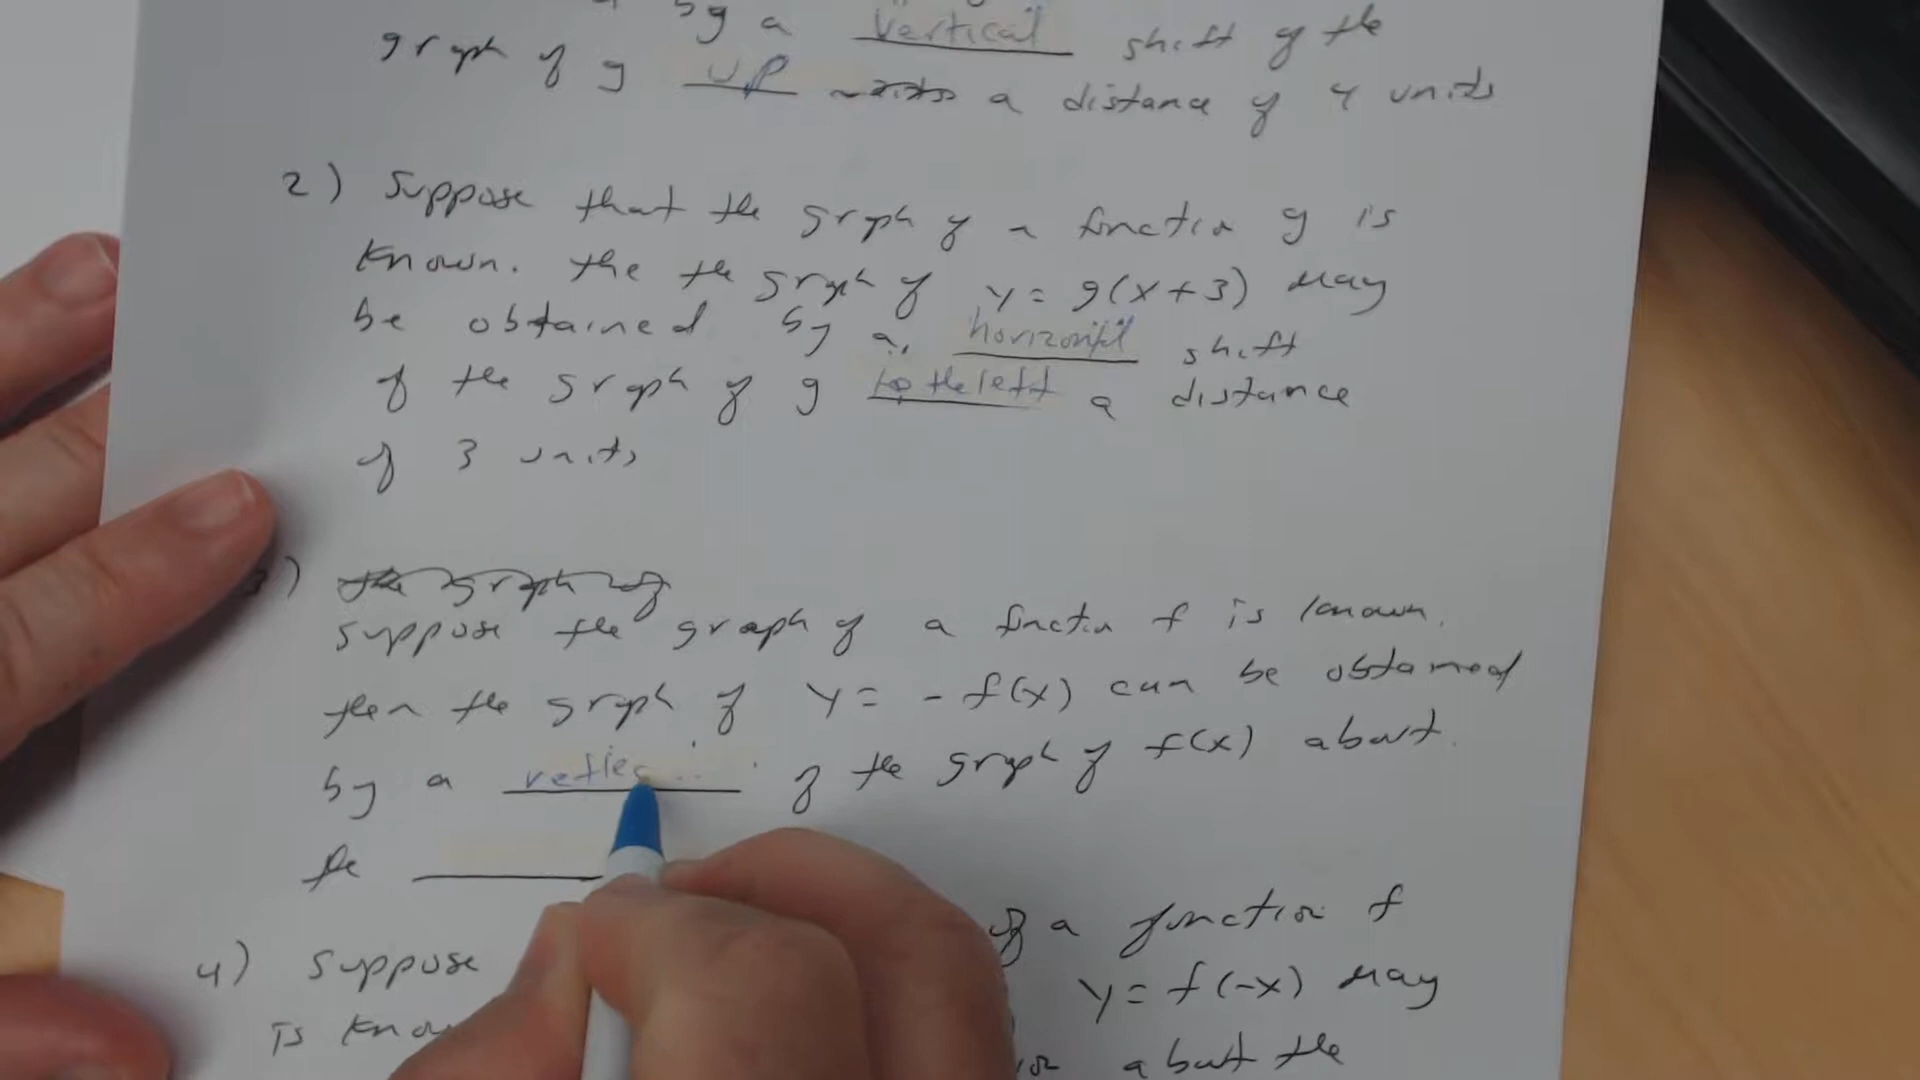 by a vertical shift of the
graph of g up a distance of 4 units
2) Suppose that the graph of a function g is
known. the the graph of y = g(x+3) may
be obtained by a horizontal shift
of the graph of g to the left a distance
of 3 units
3) the graph of
suppose the graph of a function f is known.
then the graph of y = -f(x) can be obtained
by a reflec of the graph of f(x) about
the
4) Suppose of a function f
is know y = f(-x) may
about the